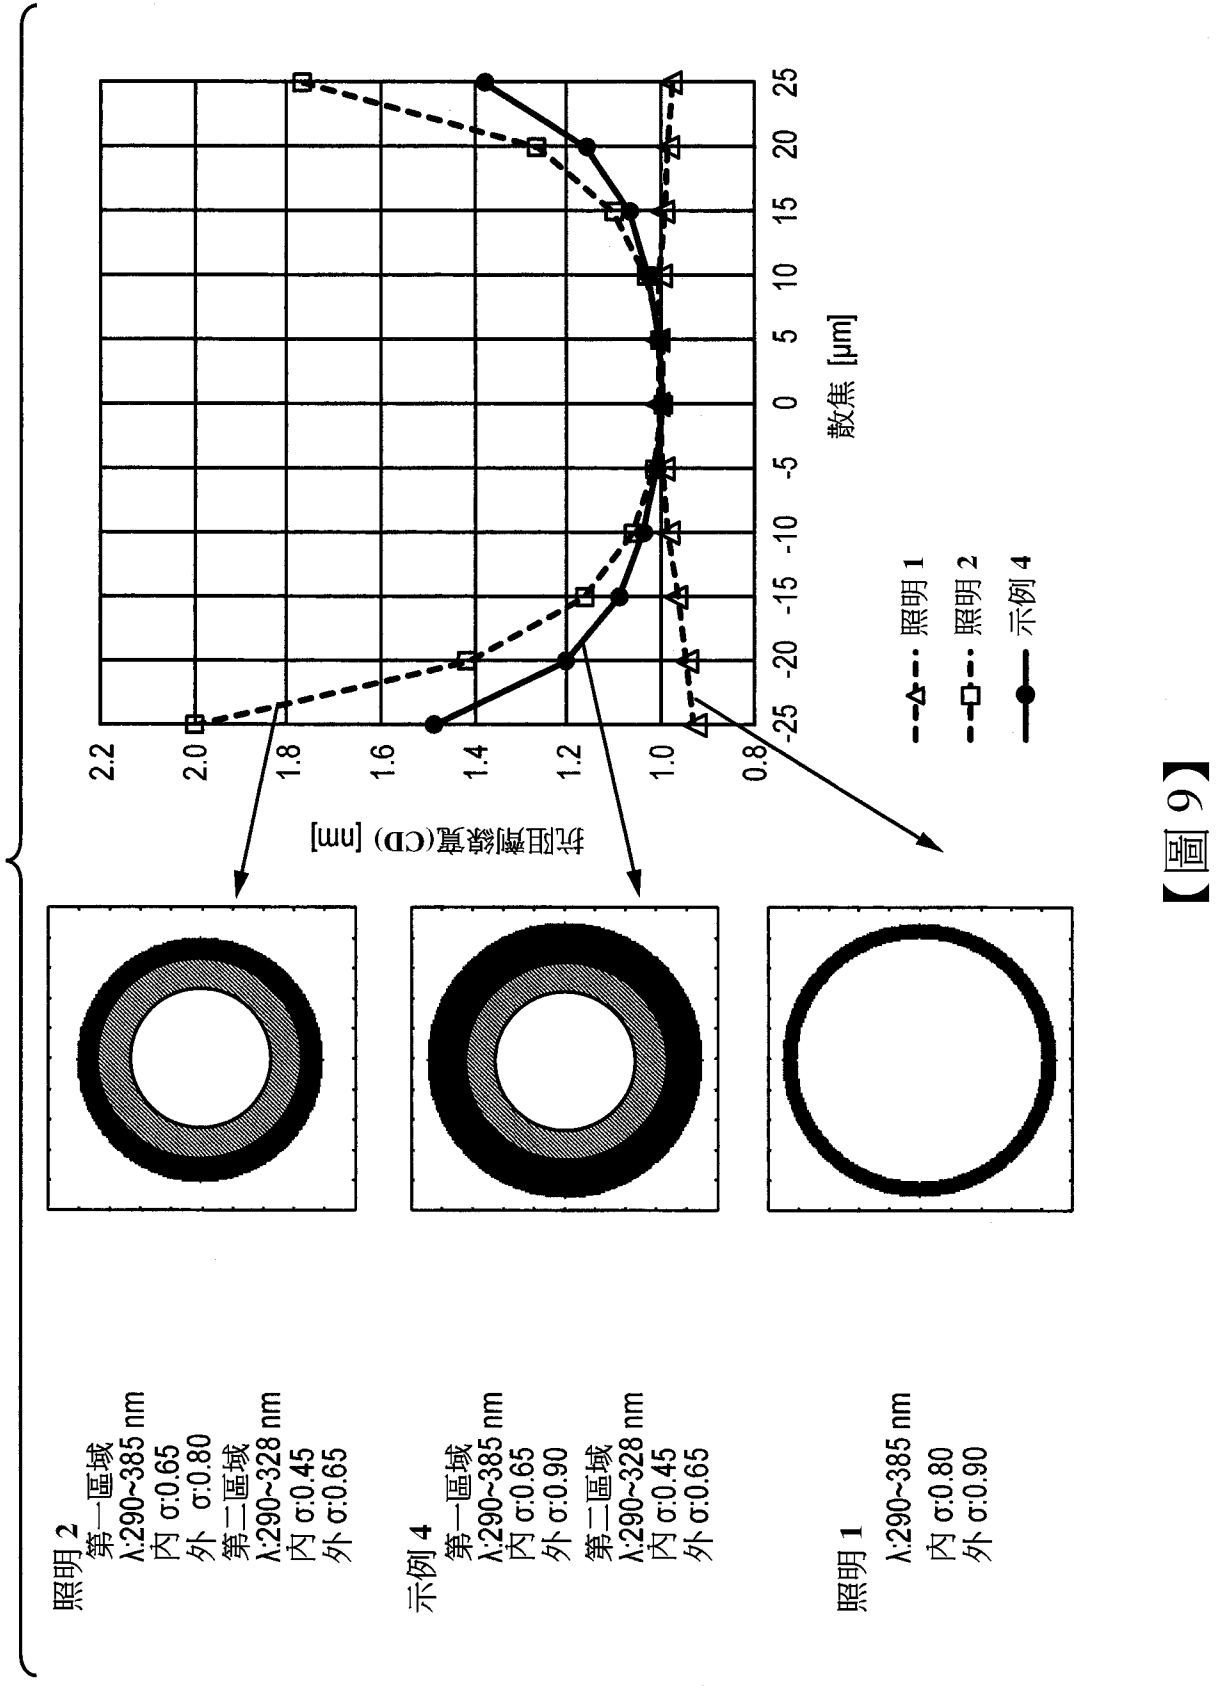 照明 2
第一區域
λ:290~385 nm
內 σ:0.65
外 σ:0.80
第二區域
λ:290~328 nm
內 σ:0.45
外 σ:0.65
示例 4
第一區域
λ:290~385 nm
內 σ:0.65
外 σ:0.90
第二區域
λ:290~328 nm
內 σ:0.45
外 σ:0.65
照明 1
λ:290~385 nm
內 σ:0.80
外 σ:0.90
抗阻劑線寬(CD) [nm]
2.2
2.0
1.8
1.6
1.4
1.2
1.0
0.8
-25
-20
-15
-10
-5
0
5
10
15
20
25
散焦 [μm]
照明 1
照明 2
示例 4
【圖 9】